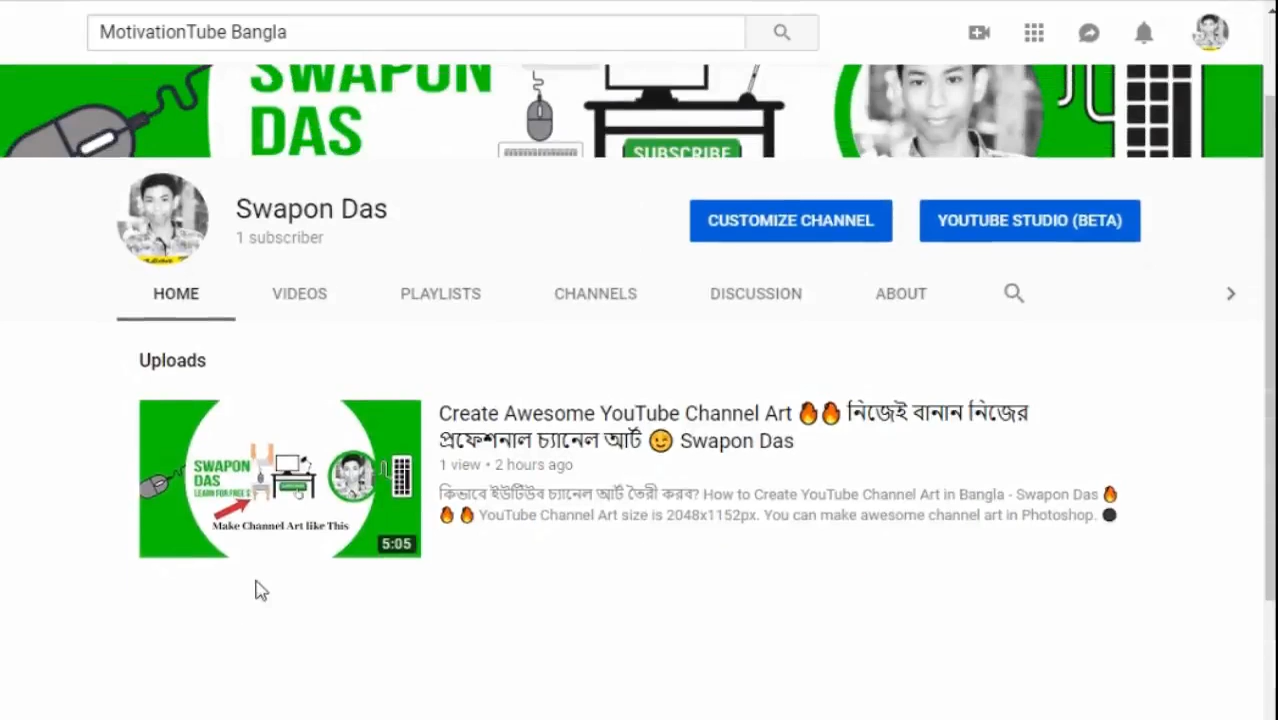 MotivationTube Bangla
SWAPON
DAS
SUBSCRIBE
Swapon Das
1 subscriber
CUSTOMIZE CHANNEL
YOUTUBE STUDIO (BETA)
HOME VIDEOS PLAYLISTS CHANNELS DISCUSSION ABOUT
Uploads
SWAPON
DAS
LEARN FOR FREE
Make Channel Art like This
5:05
Create Awesome YouTube Channel Art 🔥🔥 নিজেই বানান নিজের
প্রফেশনাল চ্যানেল আর্ট 😉 Swapon Das
1 view • 2 hours ago
কিভাবে ইউটিউব চ্যানেল আর্ট তৈরী করব? How to Create YouTube Channel Art in Bangla - Swapon Das 🔥
🔥 🔥 YouTube Channel Art size is 2048x1152px. You can make awesome channel art in Photoshop. ⚫